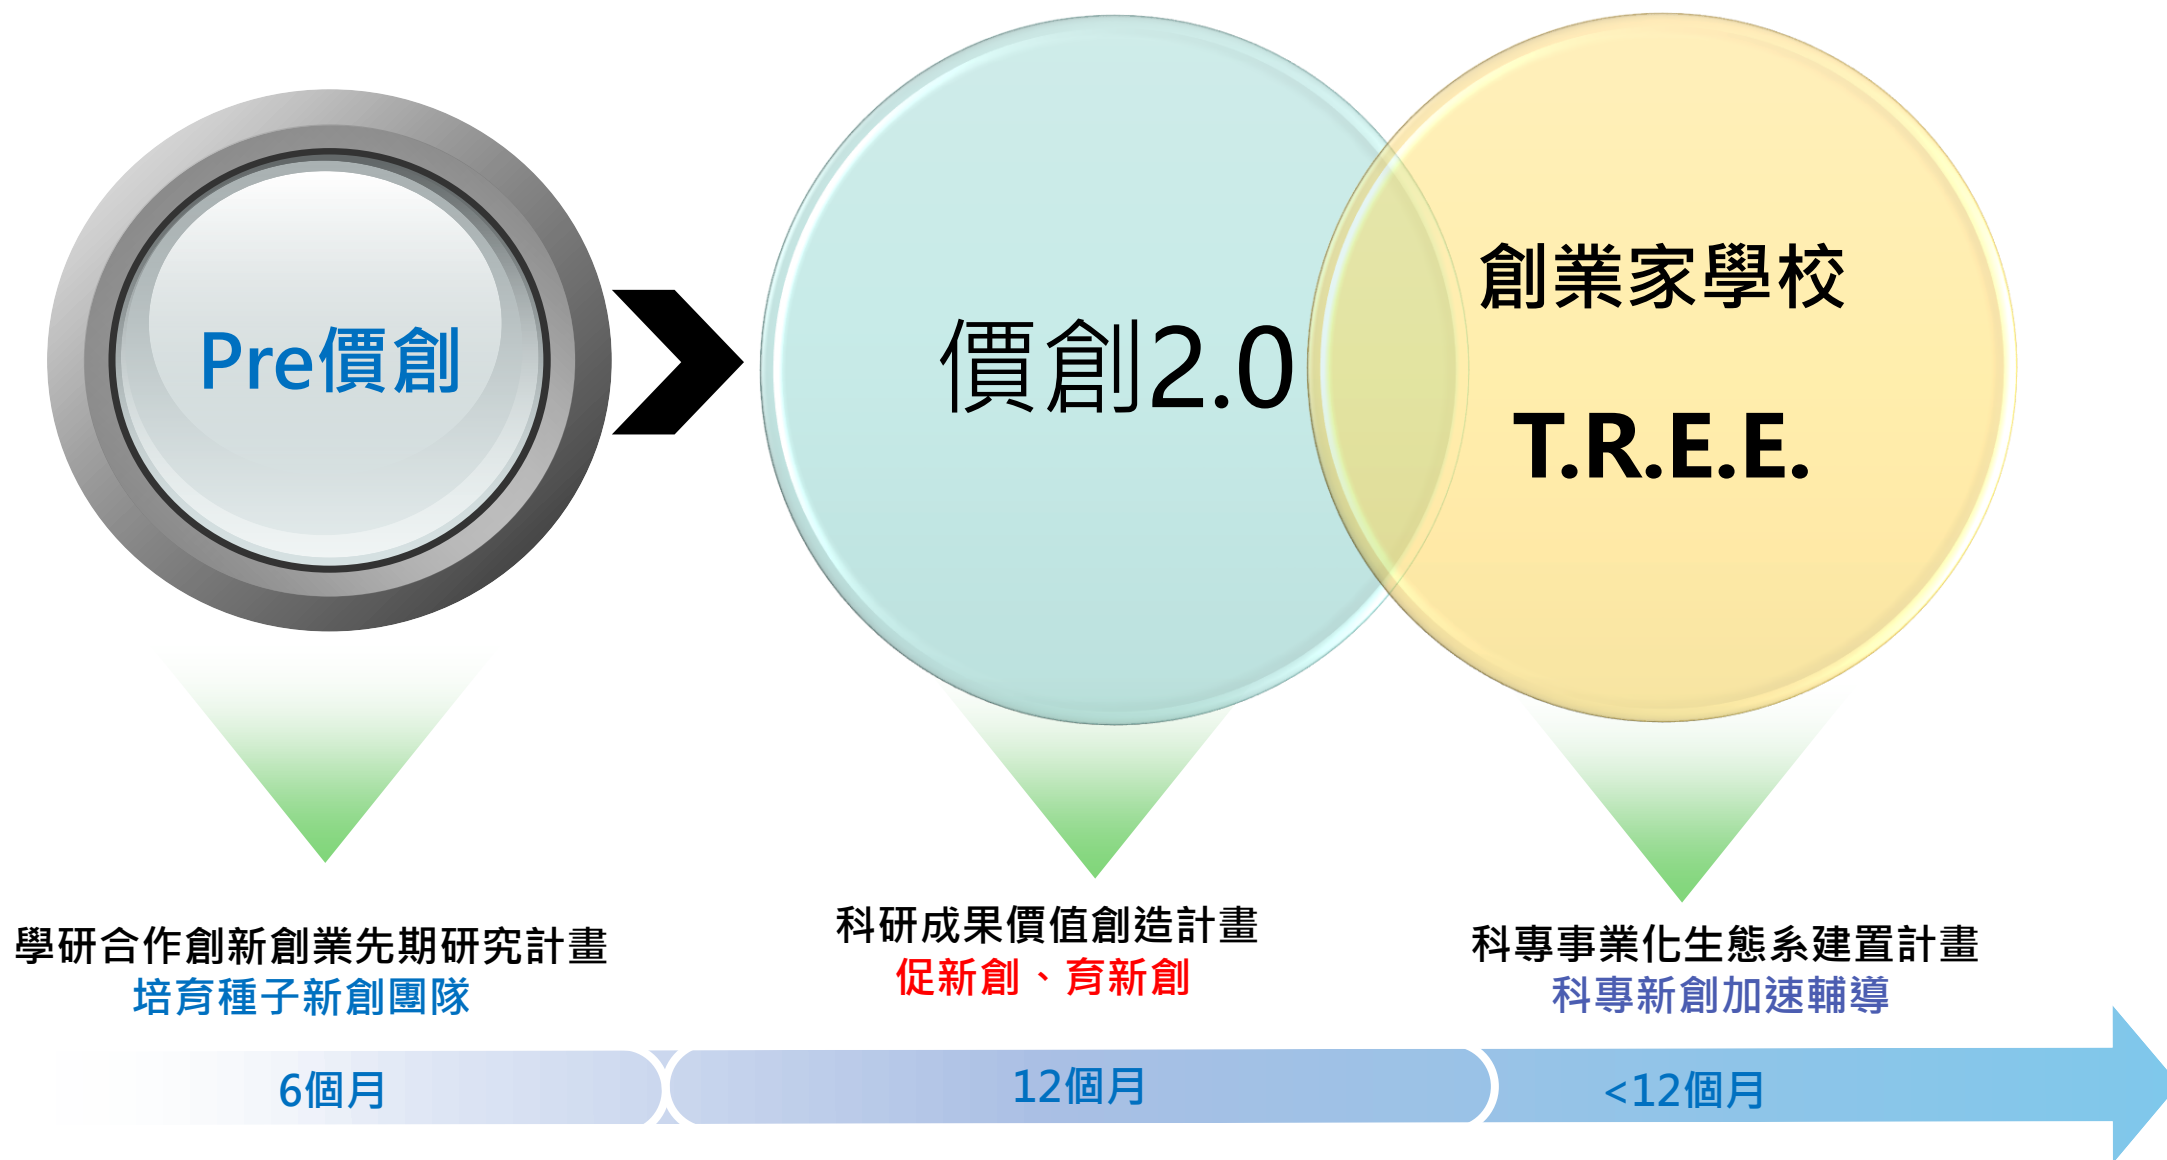 Pre價創
價創2.0
創業家學校
T.R.E.E.
學研合作創新創業先期研究計畫
培育種子新創團隊
科研成果價值創造計畫
促新創、育新創
科專事業化生態系建置計畫
科專新創加速輔導
6個月
12個月
<12個月